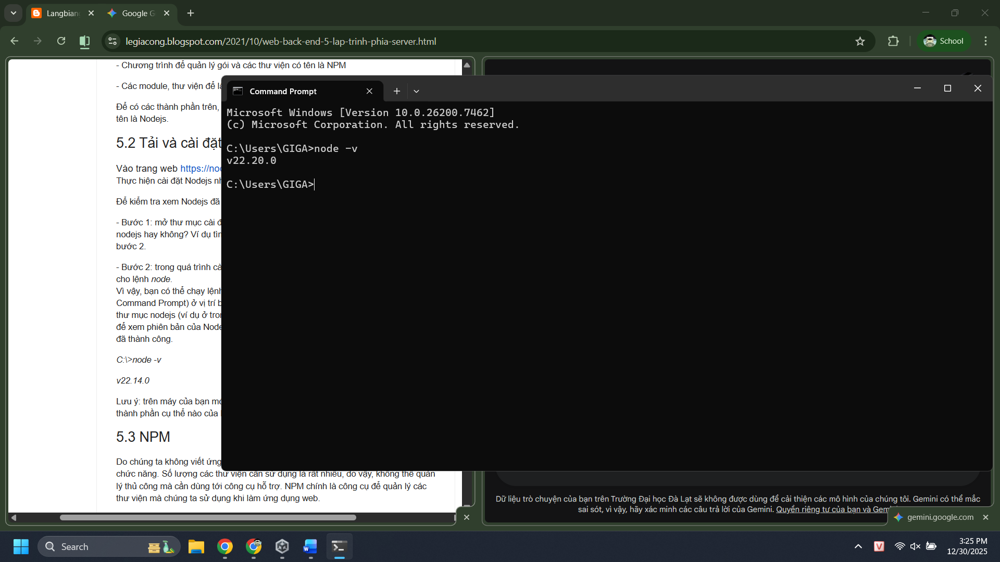 Langbian
Google G
legiacong.blogspot.com/2021/10/web-back-end-5-lap-trinh-phia-server.html
School
- Chương trình để quản lý gói và các thư viện có tên là NPM
- Các module, thư viện để
Để có các thành phần trên,
tên là Nodejs.
5.2 Tải và cài đặt
Vào trang web https://no
Thực hiện cài đặt Nodejs
Để kiểm tra xem Nodejs đã
- Bước 1: mở thư mục cài
nodejs hay không? Ví dụ
bước 2.
- Bước 2: trong quá trình
cho lệnh node.
Vì vậy, bạn có thể chạy lệnh
Command Prompt) ở vị trí
thư mục nodejs (ví dụ ở
để xem phiên bản của Node
đã thành công.
C:\>node -v
v22.14.0
Lưu ý: trên máy của bạn
thành phần cụ thể nào của
5.3 NPM
Do chúng ta không viết ứng
chức năng. Số lượng các thư viện cần sử dụng là rất nhiều, do vậy, không thể quản
lý thủ công mà cần dùng tới công cụ hỗ trợ. NPM chính là công cụ để quản lý các
thư viện mà chúng ta sử dụng khi làm ứng dụng web.
Command Prompt
Microsoft Windows [Version 10.0.26200.7462]
(c) Microsoft Corporation. All rights reserved.
C:\Users\GIGA>node -v
v22.20.0
C:\Users\GIGA>
Dữ liệu trò chuyện của bạn trên Trường Đại học Đà Lạt sẽ không được dùng để cải thiện các mô hình của chúng tôi. Gemini có thể mắc
sai sót, vì vậy, hãy xác minh các câu trả lời của Gemini. Quyền riêng tư của bạn và Gem
gemini.google.com
Search
3:25 PM
12/30/2025